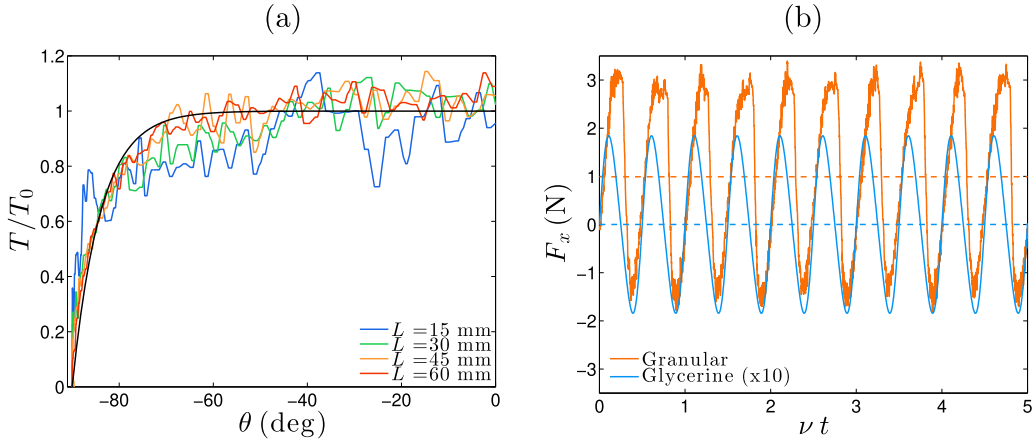 (a)
(b)
T/T₀
1.2
1
0.8
0.6
0.4
0.2
0
−80
−60
−40
−20
0
θ (deg)
L =15 mm
L =30 mm
L =45 mm
L =60 mm
Fₓ (N)
3
2
1
0
−1
−2
−3
0
1
2
3
4
5
ν t
Granular
Glycerine (x10)